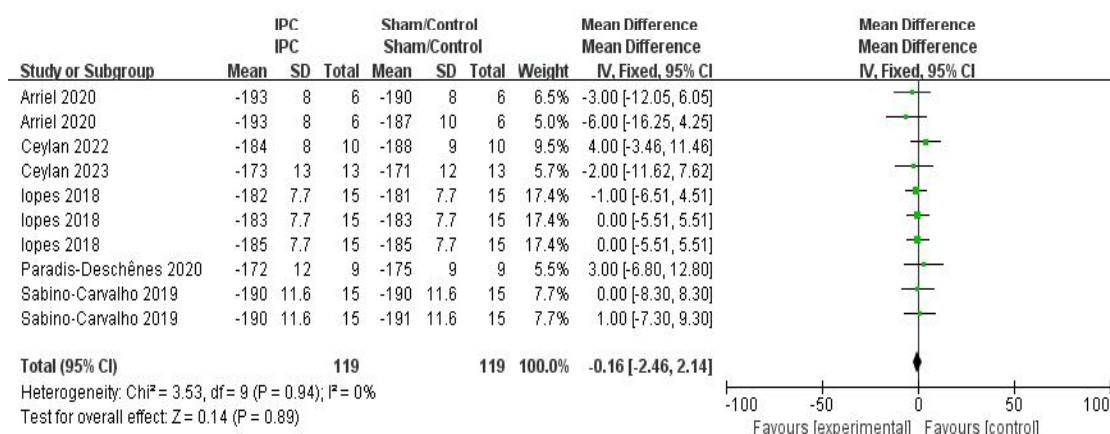 IPC Sham/Control Mean Difference Mean Difference
IPC Sham/Control Mean Difference Mean Difference
Study or Subgroup Mean SD Total Mean SD Total Weight IV, Fixed, 95% CI IV, Fixed, 95% CI
Arriel 2020 -193 8 6 -190 8 6 6.5% -3.00 [-12.05, 6.05]
Arriel 2020 -193 8 6 -187 10 6 5.0% -6.00 [-16.25, 4.25]
Ceylan 2022 -184 8 10 -188 9 10 9.5% 4.00 [-3.46, 11.46]
Ceylan 2023 -173 13 13 -171 12 13 5.7% -2.00 [-11.62, 7.62]
lopes 2018 -182 7.7 15 -181 7.7 15 17.4% -1.00 [-6.51, 4.51]
lopes 2018 -183 7.7 15 -183 7.7 15 17.4% 0.00 [-5.51, 5.51]
lopes 2018 -185 7.7 15 -185 7.7 15 17.4% 0.00 [-5.51, 5.51]
Paradis-Deschênes 2020 -172 12 9 -175 9 9 5.5% 3.00 [-6.80, 12.80]
Sabino-Carvalho 2019 -190 11.6 15 -190 11.6 15 7.7% 0.00 [-8.30, 8.30]
Sabino-Carvalho 2019 -190 11.6 15 -191 11.6 15 7.7% 1.00 [-7.30, 9.30]
Total (95% CI) 119 119 100.0% -0.16 [-2.46, 2.14]
Heterogeneity: Chi² = 3.53, df = 9 (P = 0.94); I² = 0%
Test for overall effect: Z = 0.14 (P = 0.89)
-100 -50 0 50 100
Favours [experimental] Favours [control]